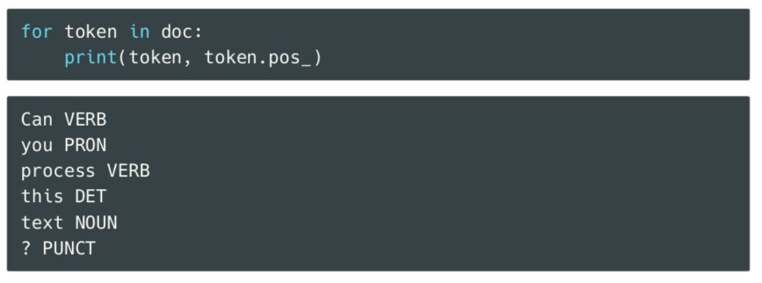 for token in doc:
    print(token, token.pos_)
Can VERB
you PRON
process VERB
this DET
text NOUN
? PUNCT